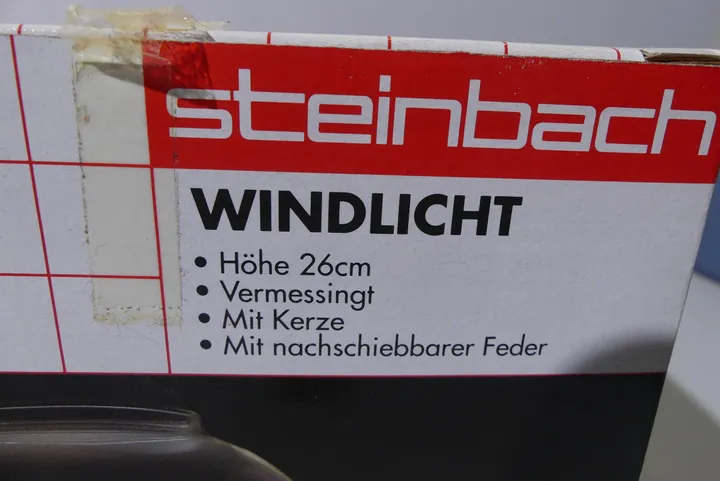 steinbach
WINDLICHT
• Höhe 26cm
• Vermessingt
• Mit Kerze
• Mit nachschiebbarer Feder